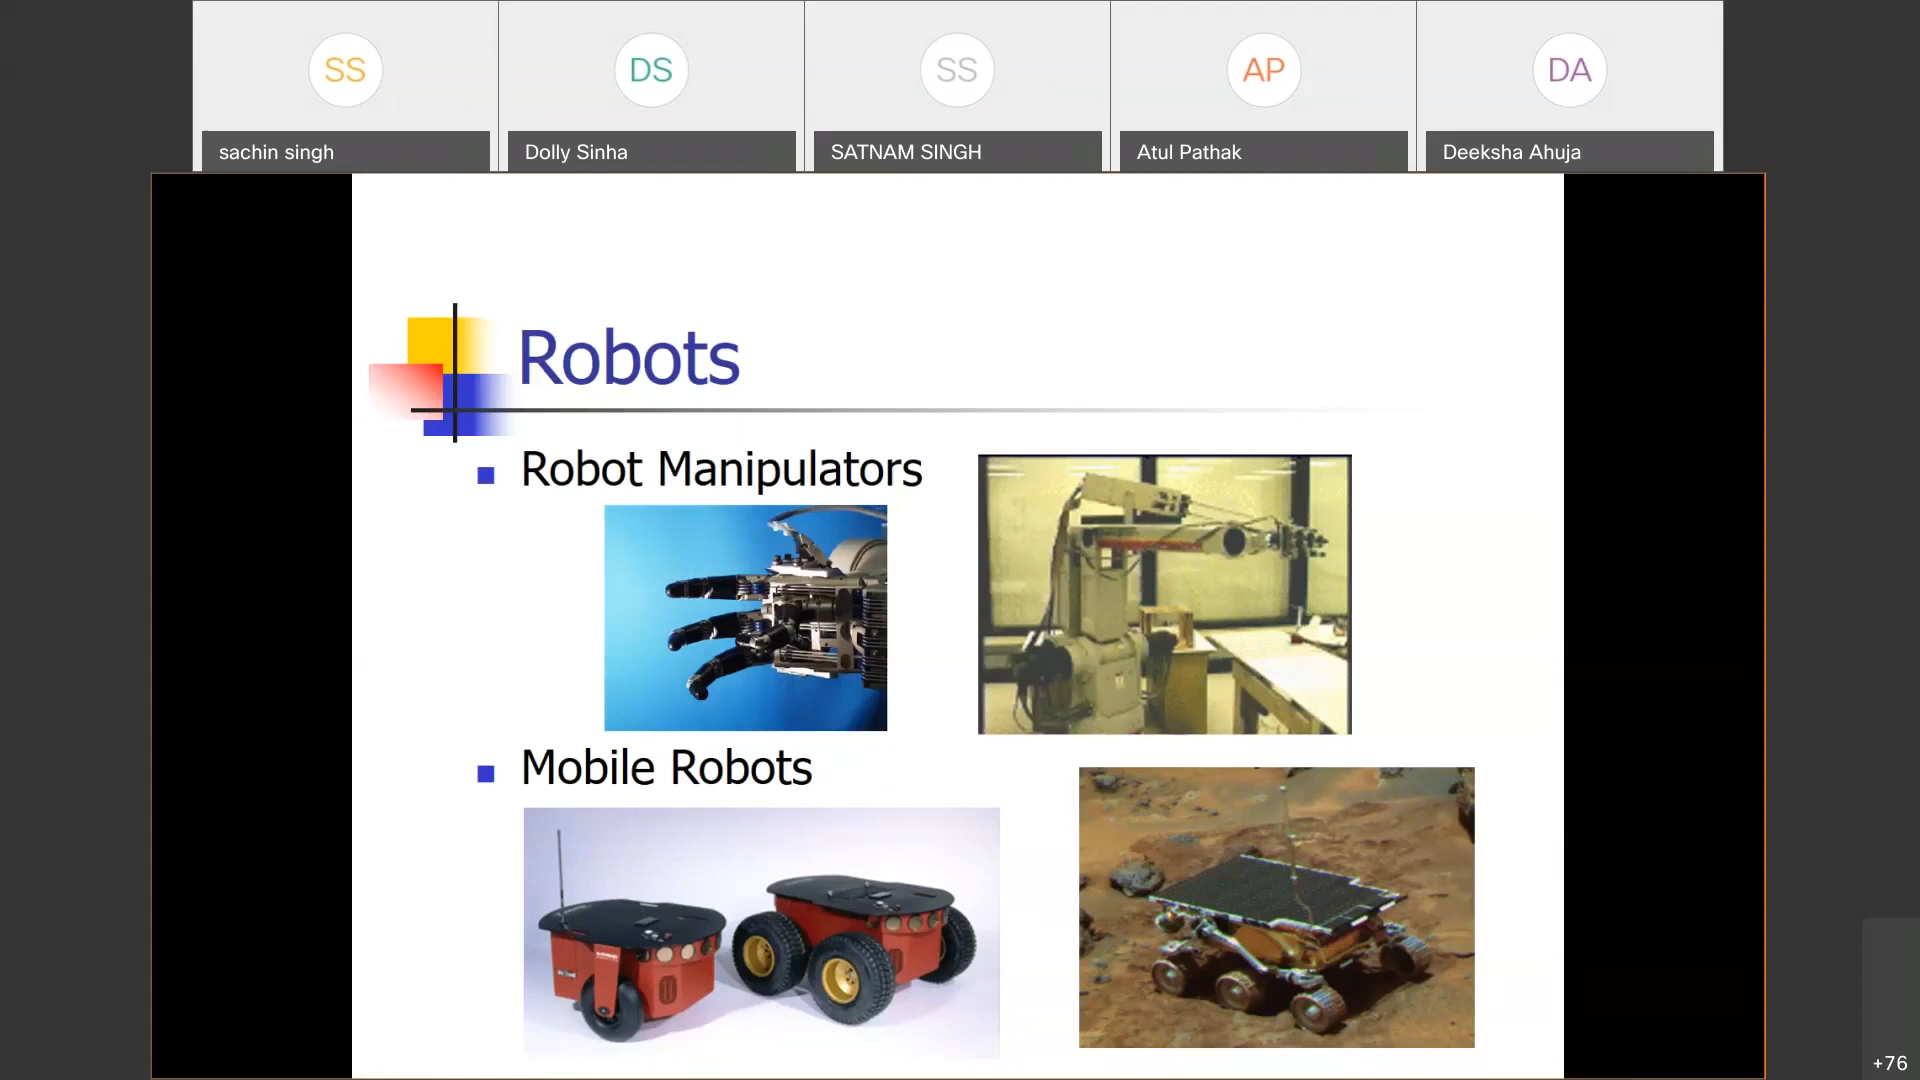 SS
DS
SS
AP
DA
sachin singh
Dolly Sinha
SATNAM SINGH
Atul Pathak
Deeksha Ahuja
Robots
Robot Manipulators
Mobile Robots
+76